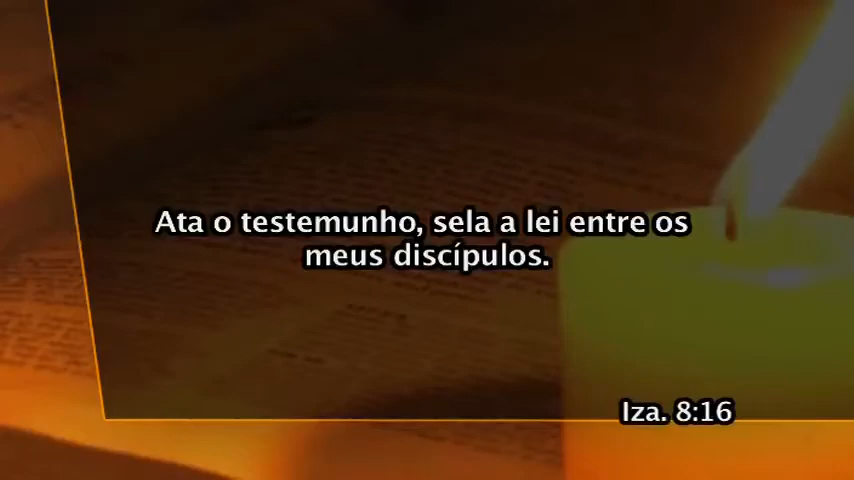 Ata o testemunho, sela a lei entre os
meus discípulos.
Iza. 8:16